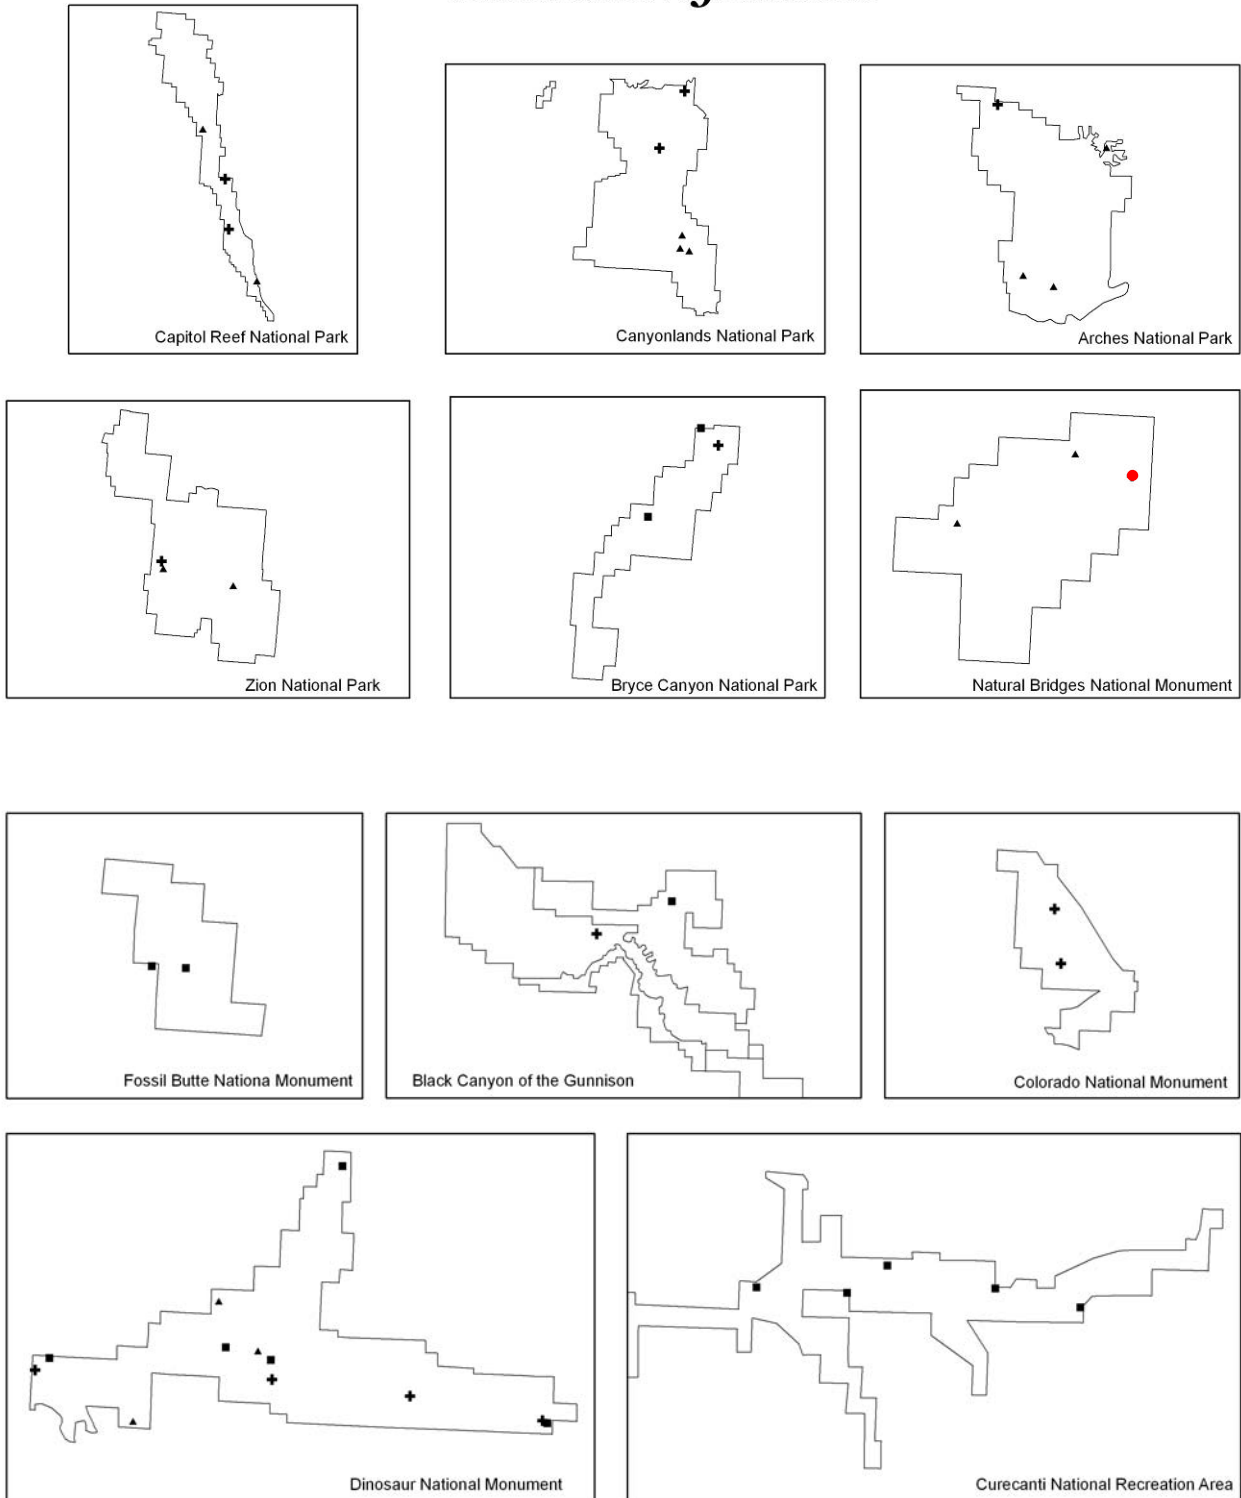 Capitol Reef National Park
Canyonlands National Park
Arches National Park
Zion National Park
Bryce Canyon National Park
Natural Bridges National Monument
Fossil Butte Nationa Monument
Black Canyon of the Gunnison
Colorado National Monument
Dinosaur National Monument
Curecanti National Recreation Area